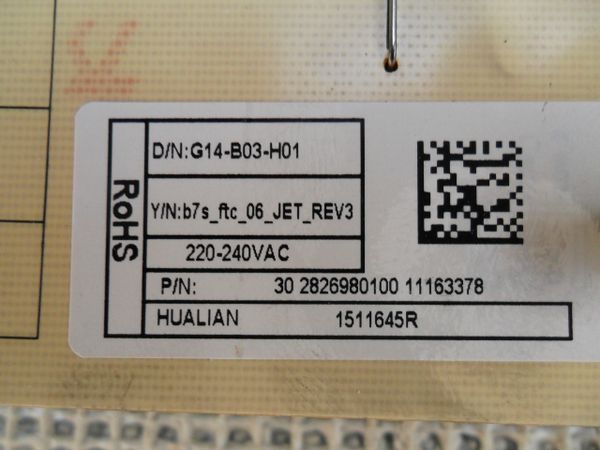 RoHS
D/N:G14-B03-H01
Y/N:b7s_ftc_06_JET_REV3
220-240VAC
P/N: 30 2826980100 11163378
HUALIAN 1511645R